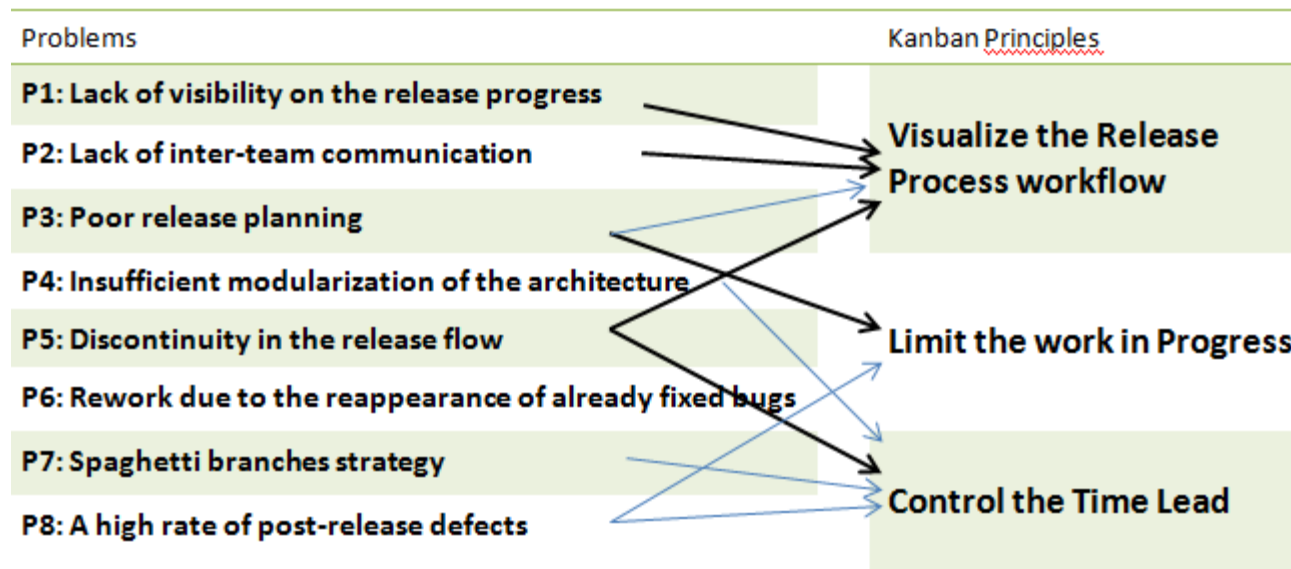 Problems
Kanban Principles
P1: Lack of visibility on the release progress
P2: Lack of inter-team communication
Visualize the Release
Process workflow
P3: Poor release planning
P4: Insufficient modularization of the architecture
P5: Discontinuity in the release flow
Limit the work in Progress
P6: Rework due to the reappearance of already fixed bugs
P7: Spaghetti branches strategy
Control the Time Lead
P8: A high rate of post-release defects